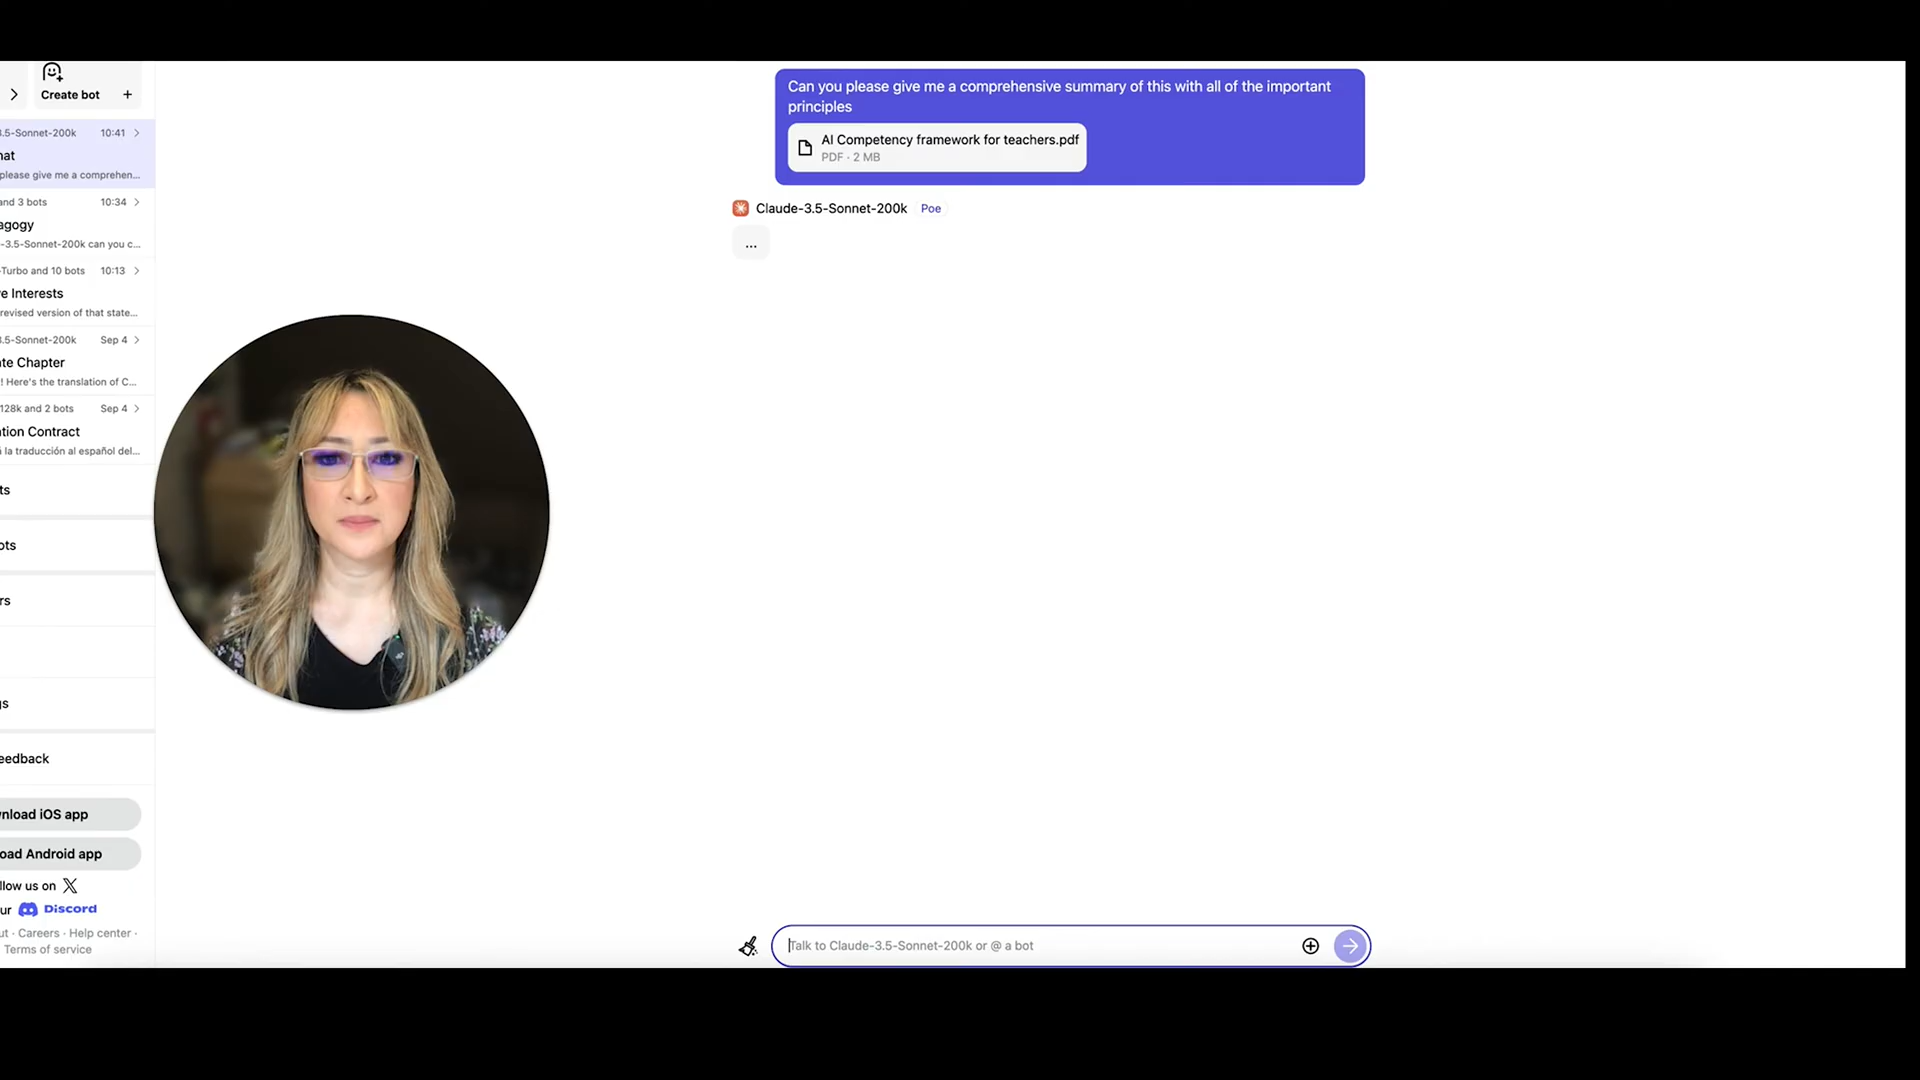 Create bot +
3.5-Sonnet-200k 10:41
hat
please give me a comprehen...
and 3 bots 10:34
agogy
-3.5-Sonnet-200k can you c...
-Turbo and 10 bots 10:13
e Interests
revised version of that state...
3.5-Sonnet-200k Sep 4
te Chapter
! Here's the translation of C...
128k and 2 bots Sep 4
tion Contract
la traducción al español del...
ts
ots
rs
gs
eedback
nload iOS app
oad Android app
llow us on X
ur Discord
ut · Careers · Help center ·
Terms of service
Can you please give me a comprehensive summary of this with all of the important
principles
AI Competency framework for teachers.pdf
PDF · 2 MB
Claude-3.5-Sonnet-200k Poe
...
Talk to Claude-3.5-Sonnet-200k or @ a bot